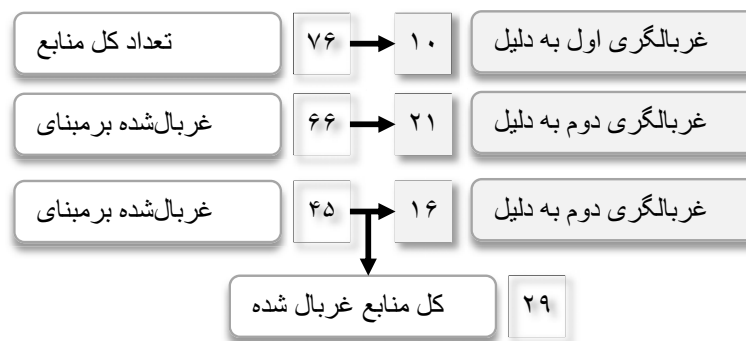 غربالگری اول به دلیل ۱۰ ۷۶ تعداد کل منابع
غربالگری دوم به دلیل ۲۱ ۶۶ غربال‌شده برمبنای
غربالگری دوم به دلیل ۱۶ ۴۵ غربال‌شده برمبنای
۲۹ کل منابع غربال شده